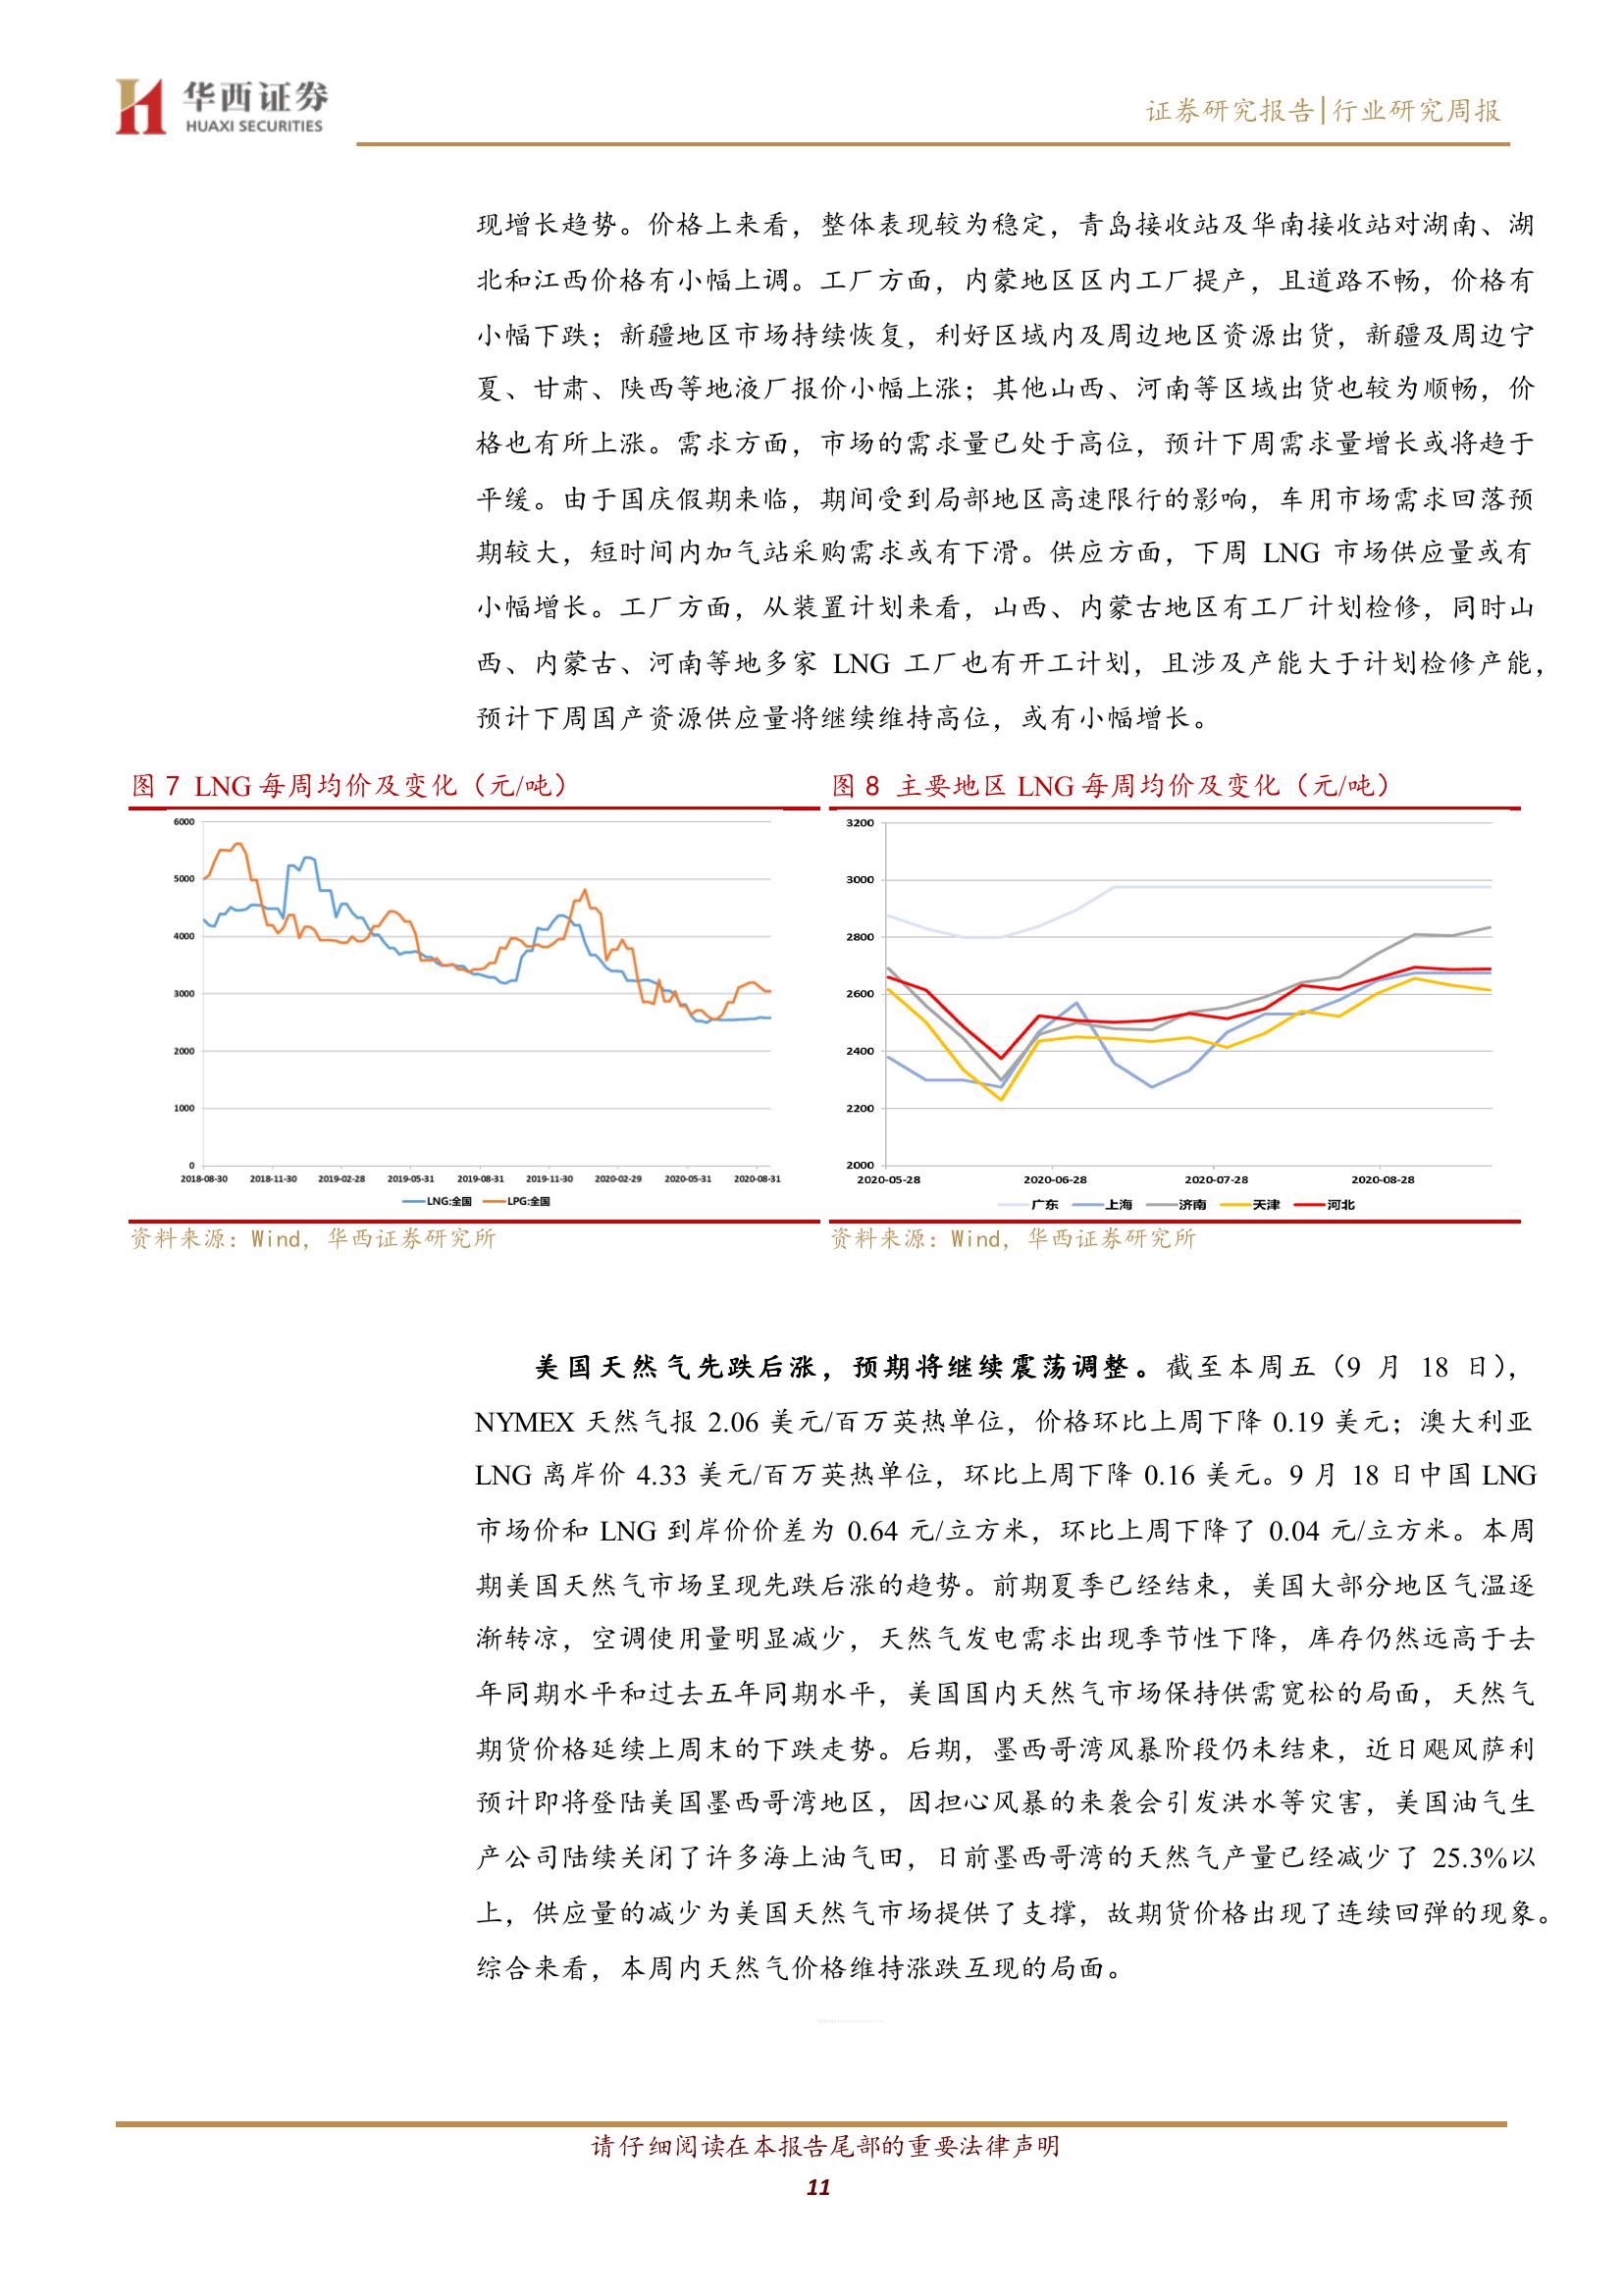 华西证券
HUAXI SECURITIES
证券研究报告|行业研究周报
现增长趋势。价格上来看，整体表现较为稳定，青岛接收站及华南接收站对湖南、湖
北和江西价格有小幅上调。工厂方面，内蒙地区区内工厂提产，且道路不畅，价格有
小幅下跌；新疆地区市场持续恢复，利好区域内及周边地区资源出货，新疆及周边宁
夏、甘肃、陕西等地液厂报价小幅上涨；其他山西、河南等区域出货也较为顺畅，价
格也有所上涨。需求方面，市场的需求量已处于高位，预计下周需求量增长或将趋于
平缓。由于国庆假期来临，期间受到局部地区高速限行的影响，车用市场需求回落预
期较大，短时间内加气站采购需求或有下滑。供应方面，下周 LNG 市场供应量或有
小幅增长。工厂方面，从装置计划来看，山西、内蒙古地区有工厂计划检修，同时山
西、内蒙古、河南等地多家 LNG 工厂也有开工计划，且涉及产能大于计划检修产能，
预计下周国产资源供应量将继续维持高位，或有小幅增长。
图 7 LNG 每周均价及变化（元/吨）
6000
5000
4000
3000
2000
1000
0
2018-08-30 2018-11-30 2019-02-28 2019-05-31 2019-08-31 2019-11-30 2020-02-29 2020-05-31 2020-08-31
LNG:全国 LPG:全国
资料来源：Wind，华西证券研究所
图 8 主要地区 LNG 每周均价及变化（元/吨）
3200
3000
2800
2600
2400
2200
2000
2020-05-28 2020-06-28 2020-07-28 2020-08-28
广东 上海 济南 天津 河北
资料来源：Wind，华西证券研究所
美国天然气先跌后涨，预期将继续震荡调整。截至本周五（9 月 18 日），
NYMEX 天然气报 2.06 美元/百万英热单位，价格环比上周下降 0.19 美元；澳大利亚
LNG 离岸价 4.33 美元/百万英热单位，环比上周下降 0.16 美元。9 月 18 日中国 LNG
市场价和 LNG 到岸价价差为 0.64 元/立方米，环比上周下降了 0.04 元/立方米。本周
期美国天然气市场呈现先跌后涨的趋势。前期夏季已经结束，美国大部分地区气温逐
渐转凉，空调使用量明显减少，天然气发电需求出现季节性下降，库存仍然远高于去
年同期水平和过去五年同期水平，美国国内天然气市场保持供需宽松的局面，天然气
期货价格延续上周末的下跌走势。后期，墨西哥湾风暴阶段仍未结束，近日飓风萨利
预计即将登陆美国墨西哥湾地区，因担心风暴的来袭会引发洪水等灾害，美国油气生
产公司陆续关闭了许多海上油气田，日前墨西哥湾的天然气产量已经减少了 25.3%以
上，供应量的减少为美国天然气市场提供了支撑，故期货价格出现了连续回弹的现象。
综合来看，本周内天然气价格维持涨跌互现的局面。
请仔细阅读在本报告尾部的重要法律声明
11